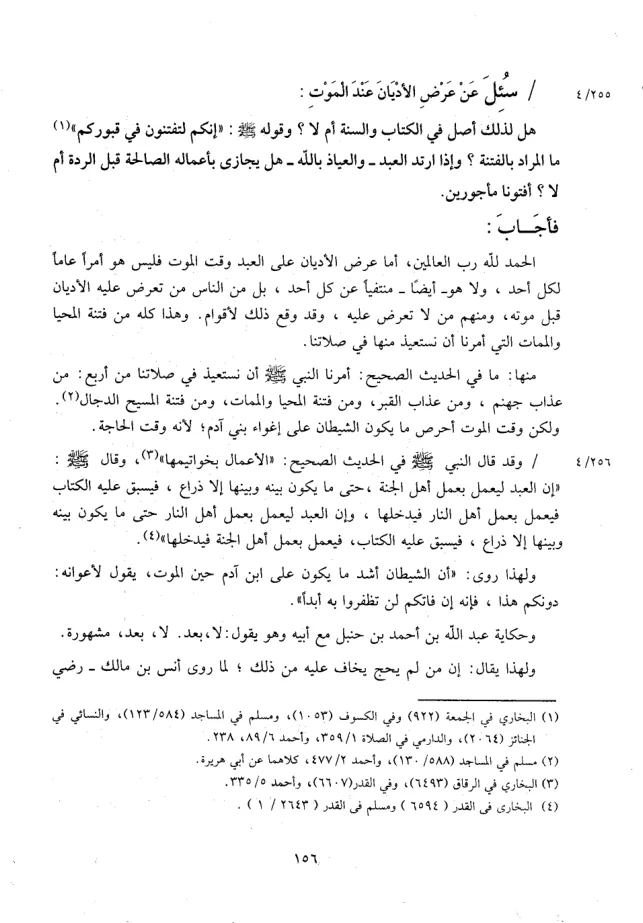 ٤/٢٥٥ / سُئِلَ عَنْ عَرْضِ الأدْيَانَ عَنْدَ الْمَوْتِ :
هل لذلك أصل في الكتاب والسنة أم لا ؟ وقوله ﷺ : «إنكم لتفتنون في قبوركم»(١)
ما المراد بالفتنة ؟ وإذا ارتد العبد ــ والعياذ بالله ــ هل يجازى بأعماله الصالحة قبل الردة أم
لا ؟ أفتونا مأجورين.
فأجَـــابَ :
الحمد لله رب العالمين، أما عرض الأديان على العبد وقت الموت فليس هو أمراً عاماً
لكل أحد ، ولا هوـ أيضًا ــ منتفياً عن كل أحد ، بل من الناس من تعرض عليه الأديان
قبل موته، ومنهم من لا تعرض عليه ، وقد وقع ذلك لأقوام. وهذا كله من فتنة المحيا
والممات التي أمرنا أن نستعيذ منها في صلاتنا.
منها: ما في الحديث الصحيح: أمرنا النبي ﷺ أن نستعيذ في صلاتنا من أربع: من
عذاب جهنم ، ومن عذاب القبر، ومن فتنة المحيا والممات، ومن فتنة المسيح الدجال(٢).
ولكن وقت الموت أحرص ما يكون الشيطان على إغواء بني آدم؛ لأنه وقت الحاجة.
٤/٢٥٦ / وقد قال النبي ﷺ في الحديث الصحيح: «الأعمال بخواتيمها»(٣)، وقال ﷺ :
«إن العبد ليعمل بعمل أهل الجنة ،حتى ما يكون بينه وبينها إلا ذراع ، فيسبق عليه الكتاب
فيعمل بعمل أهل النار فيدخلها ، وإن العبد ليعمل بعمل أهل النار حتى ما يكون بينه
وبينها إلا ذراع ، فيسبق عليه الكتاب، فيعمل بعمل أهل الجنة فيدخلها»(٤).
ولهذا روى: «أن الشيطان أشد ما يكون على ابن آدم حين الموت، يقول لأعوانه:
دونكم هذا ، فإنه إن فاتكم لن تظفروا به أبداً».
وحكاية عبد الله بن أحمد بن حنبل مع أبيه وهو يقول:لا،بعد. لا، بعد، مشهورة.
ولهذا يقال: إن من لم يحج يخاف عليه من ذلك ؛ لما روى أنس بن مالك ــ رضي
(١) البخاري في الجمعة (٩٢٢) وفي الكسوف (١٠٥٣)، ومسلم في المساجد (١٢٣/٥٨٤)، والنسائي في
الجنائز (٢٠٦٤)، والدارمي في الصلاة ٣٥٩/١، وأحمد ٨٩/٦، ٢٣٨.
(٢) مسلم في المساجد (١٣٠/٥٨٨)، وأحمد ٤٧٧/٢، كلاهما عن أبي هريرة.
(٣) البخاري في الرقاق (٦٤٩٣)، وفي القدر(٦٦٠٧)، وأحمد ٣٣٥/٥.
(٤) البخارى فى القدر ( ٦٥٩٤ ) ومسلم فى القدر ( ٢٦٤٣ / ١ ) .
١٥٦